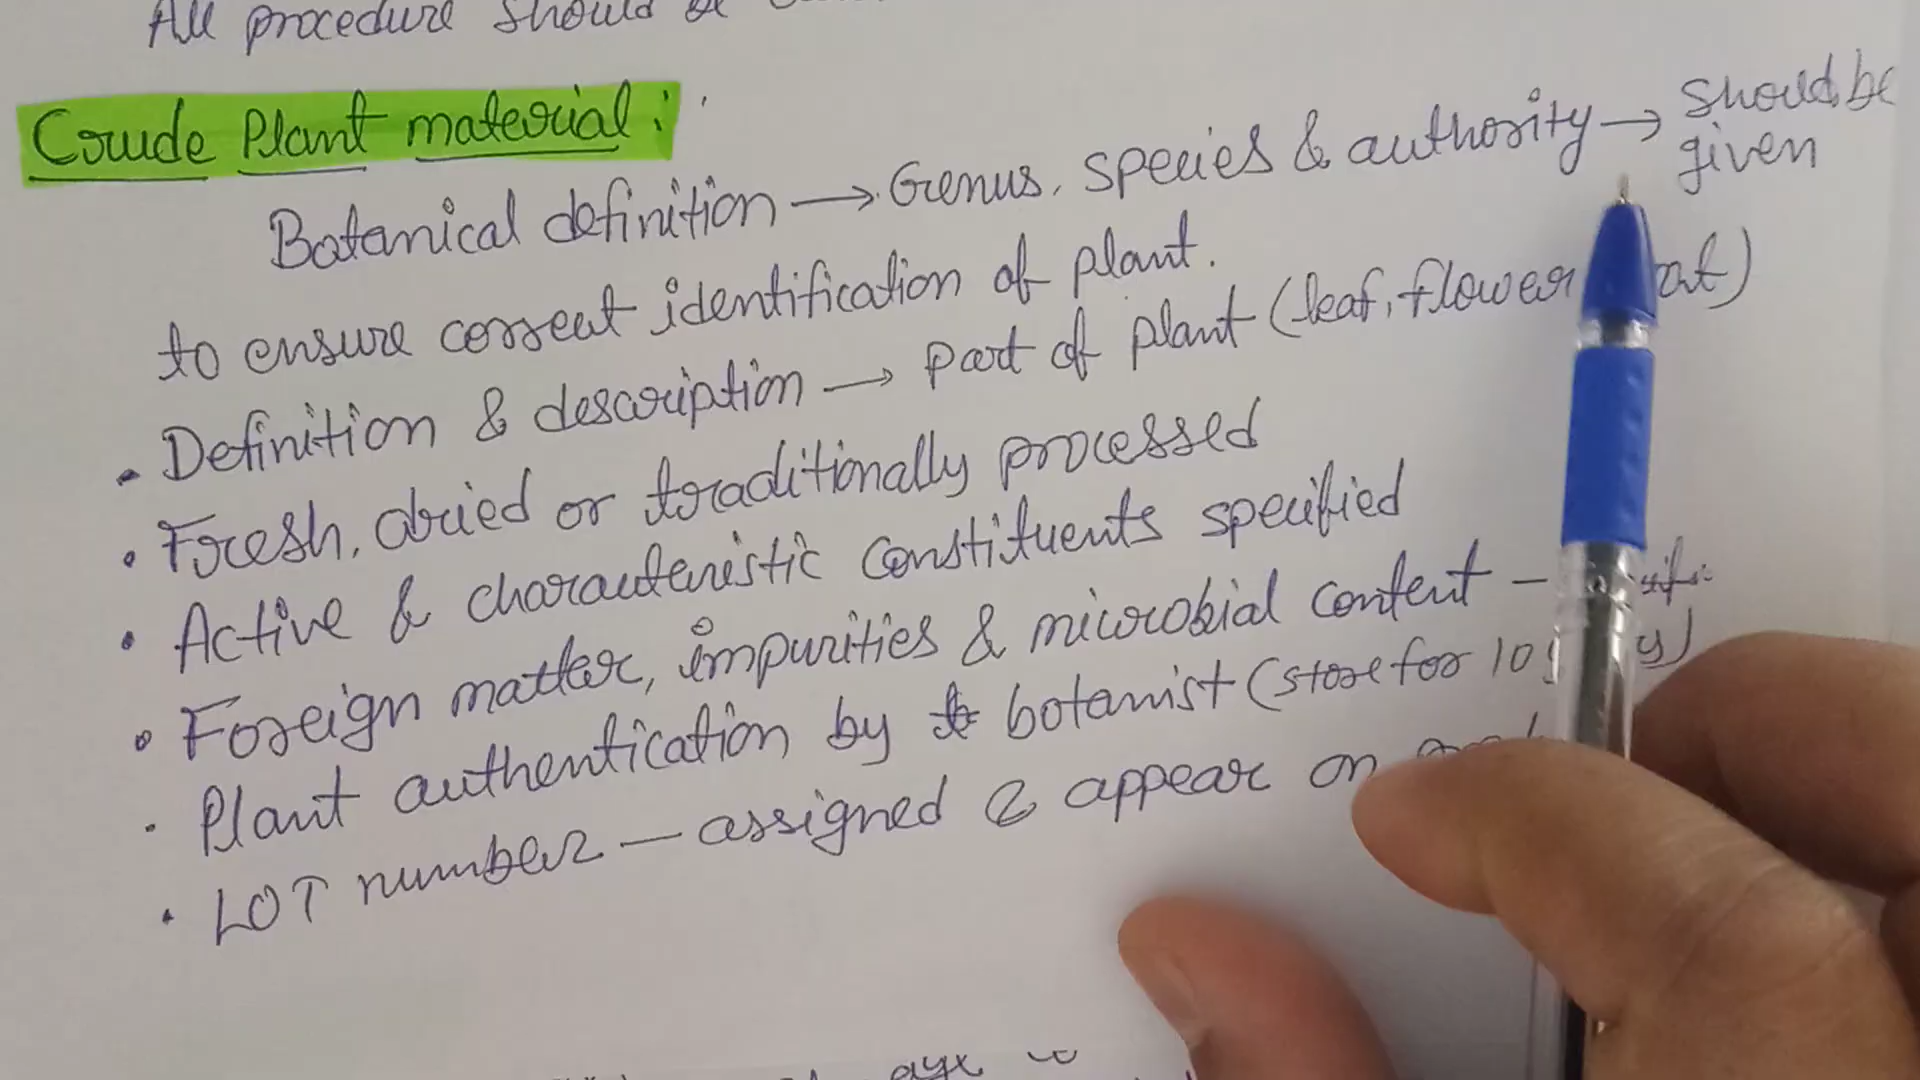 All procedure should be
Crude Plant material:
Botanical definition → Genus, species & authority → should be given
to ensure correct identification of plant.
• Definition & description → part of plant (leaf, flower
• Fresh, dried or traditionally processed
• Active & characteristic constituents specified
• Foreign matter, impurities & microbial content -
• Plant authentication by botanist (store for 10
• LOT number - assigned & appear on